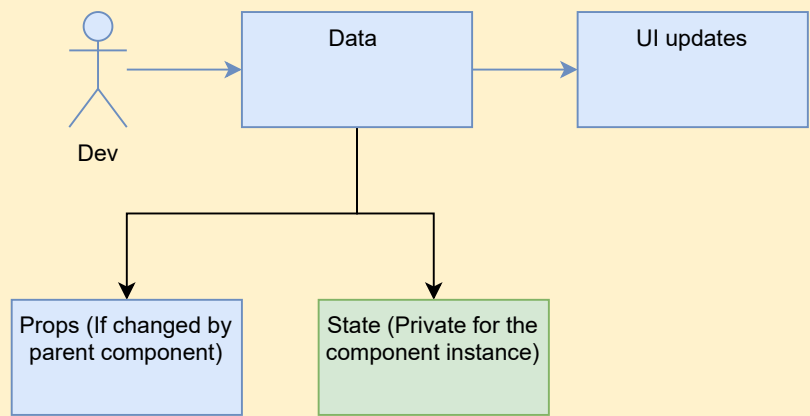 Data
UI updates
Dev
Props (If changed by
parent component)
State (Private for the
component instance)